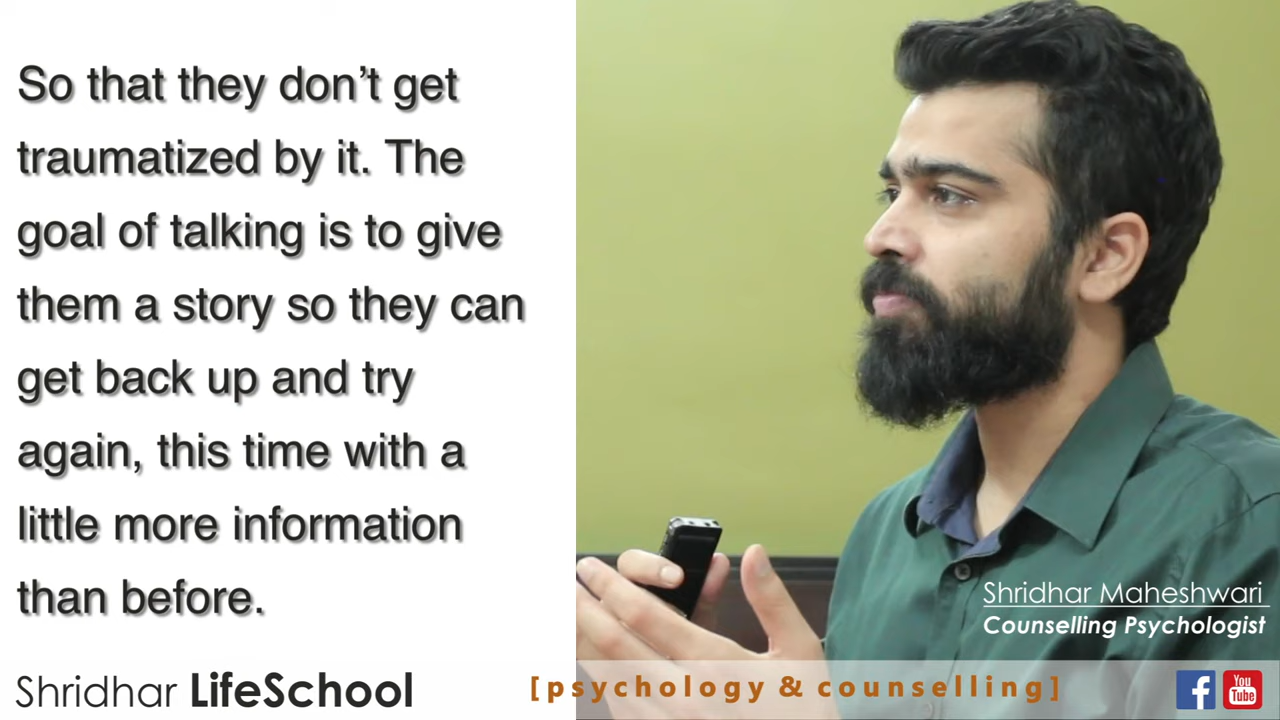 So that they don’t get
traumatized by it. The
goal of talking is to give
them a story so they can
get back up and try
again, this time with a
little more information
than before.
Shridhar Maheshwari
Counselling Psychologist
Shridhar LifeSchool
[psychology & counselling]
f
You
Tube